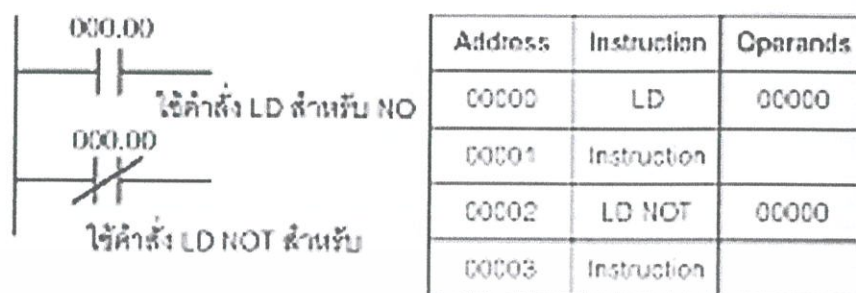 000.00
ใช้คำสั่ง LD สำหรับ NO
000.00
ใช้คำสั่ง LD NOT สำหรับ
Address Instruction Oparands
00000 LD 00000
00001 Instruction
00002 LD NOT 00000
00003 Instruction